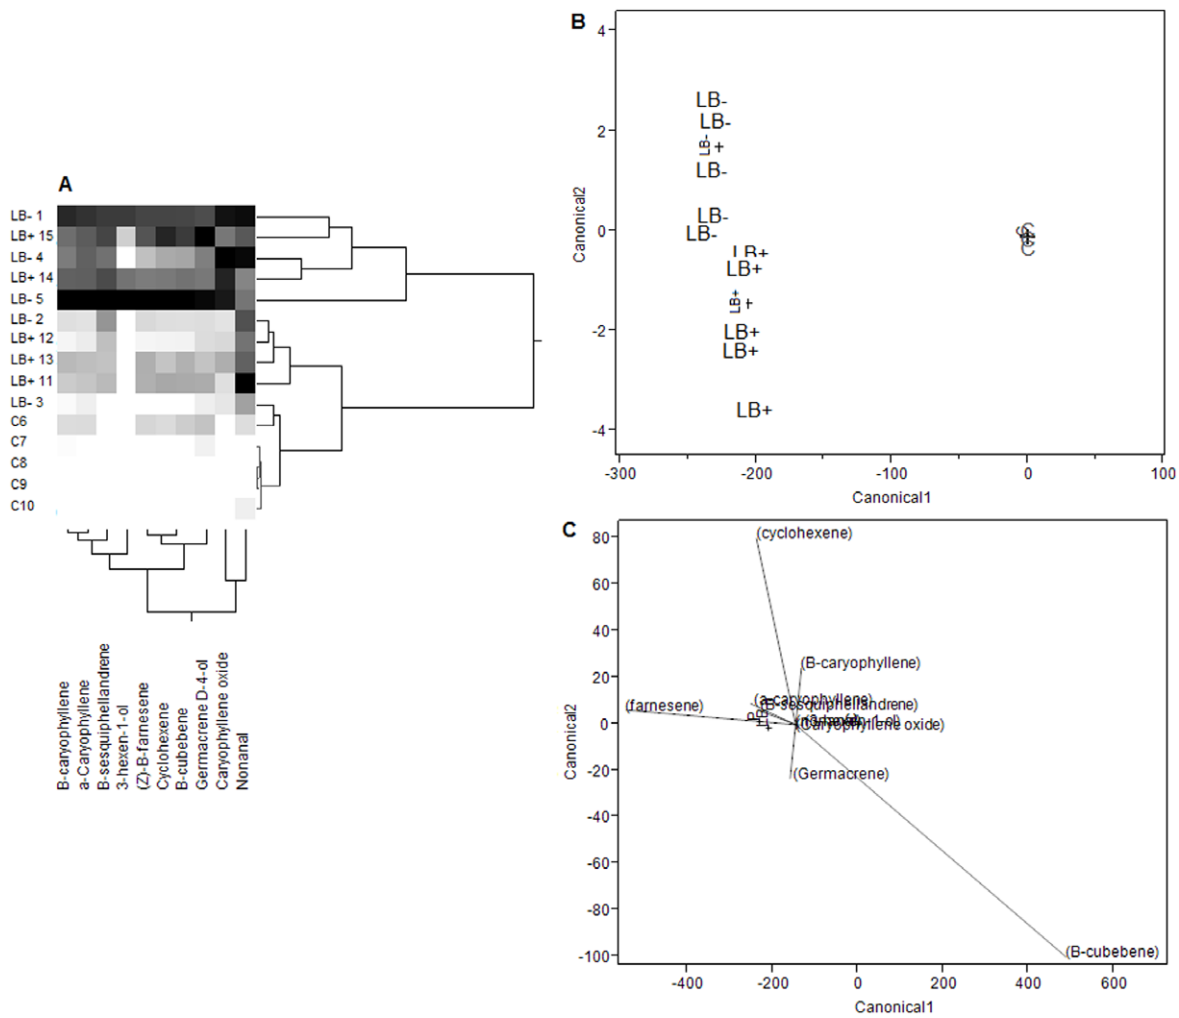 A
LB- 1
LB+ 15
LB- 4
LB+ 14
LB- 5
LB- 2
LB+ 12
LB+ 13
LB+ 11
LB- 3
C6
C7
C8
C9
C10
B-caryophyllene
a-Caryophyllene
B-sesquiphellandrene
3-hexen-1-ol
(Z)-B-farnesene
Cyclohexene
B-cubebene
Germacrene D-4-ol
Caryophyllene oxide
Nonanal
B
4
2
0
-2
-4
Canonical2
LB-
LB-
LB- +
LB-
LB-
LB-
LB+
LB+
LB+ +
LB+
LB+
LB+
C
C
-300
-200
-100
0
100
Canonical1
C
80
60
40
20
0
-20
-40
-60
-80
-100
Canonical2
(cyclohexene)
(B-caryophyllene)
(a-caryophyllene)
(farnesene)
(B-sesquiphellandrene)
(Caryophyllene oxide)
(Germacrene)
(B-cubebene)
-400
-200
0
200
400
600
Canonical1